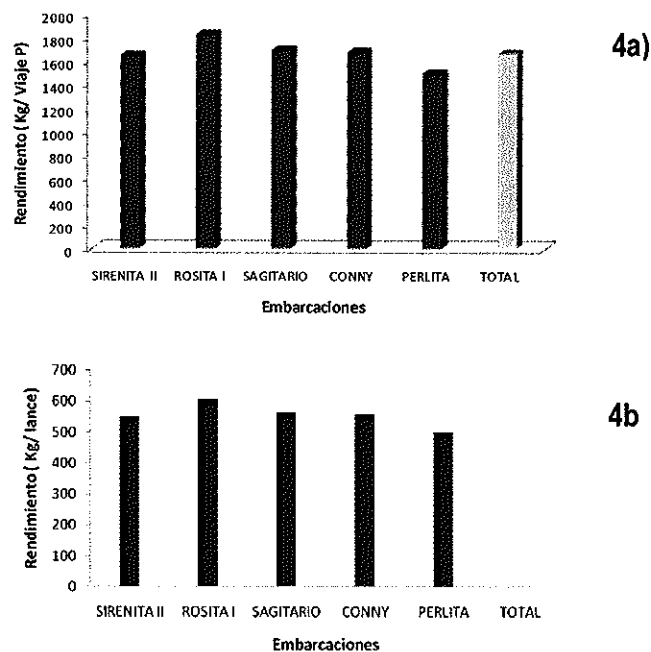 4a)
Rendimiento ( Kg/ Viaje P)
2000
1800
1600
1400
1200
1000
800
600
400
200
0
SIRENITA II ROSITA I SAGITARIO CONNY PERLITA TOTAL
Embarcaciones
4b
Rendimiento ( Kg/ lance)
700
600
500
400
300
200
100
0
SIRENITA II ROSITA I SAGITARIO CONNY PERLITA TOTAL
Embarcaciones